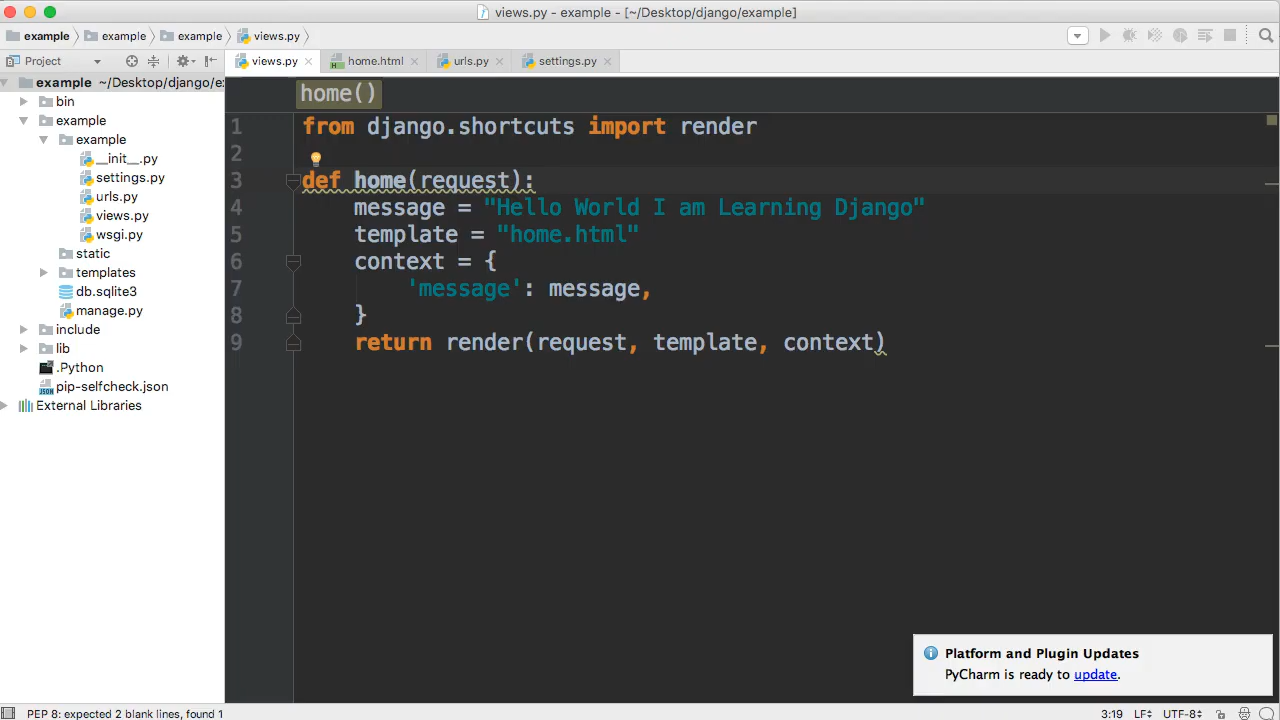 views.py - example - [~/Desktop/django/example]
example example example views.py
Project
views.py home.html urls.py settings.py
example ~/Desktop/django/e
bin
example
example
__init__.py
settings.py
urls.py
views.py
wsgi.py
static
templates
db.sqlite3
manage.py
include
lib
.Python
pip-selfcheck.json
External Libraries
home()
1 from django.shortcuts import render
2
3 def home(request):
4 message = "Hello World I am Learning Django"
5 template = "home.html"
6 context = {
7 'message': message,
8 }
9 return render(request, template, context)
Platform and Plugin Updates
PyCharm is ready to update.
PEP 8: expected 2 blank lines, found 1
3:19 LF UTF-8